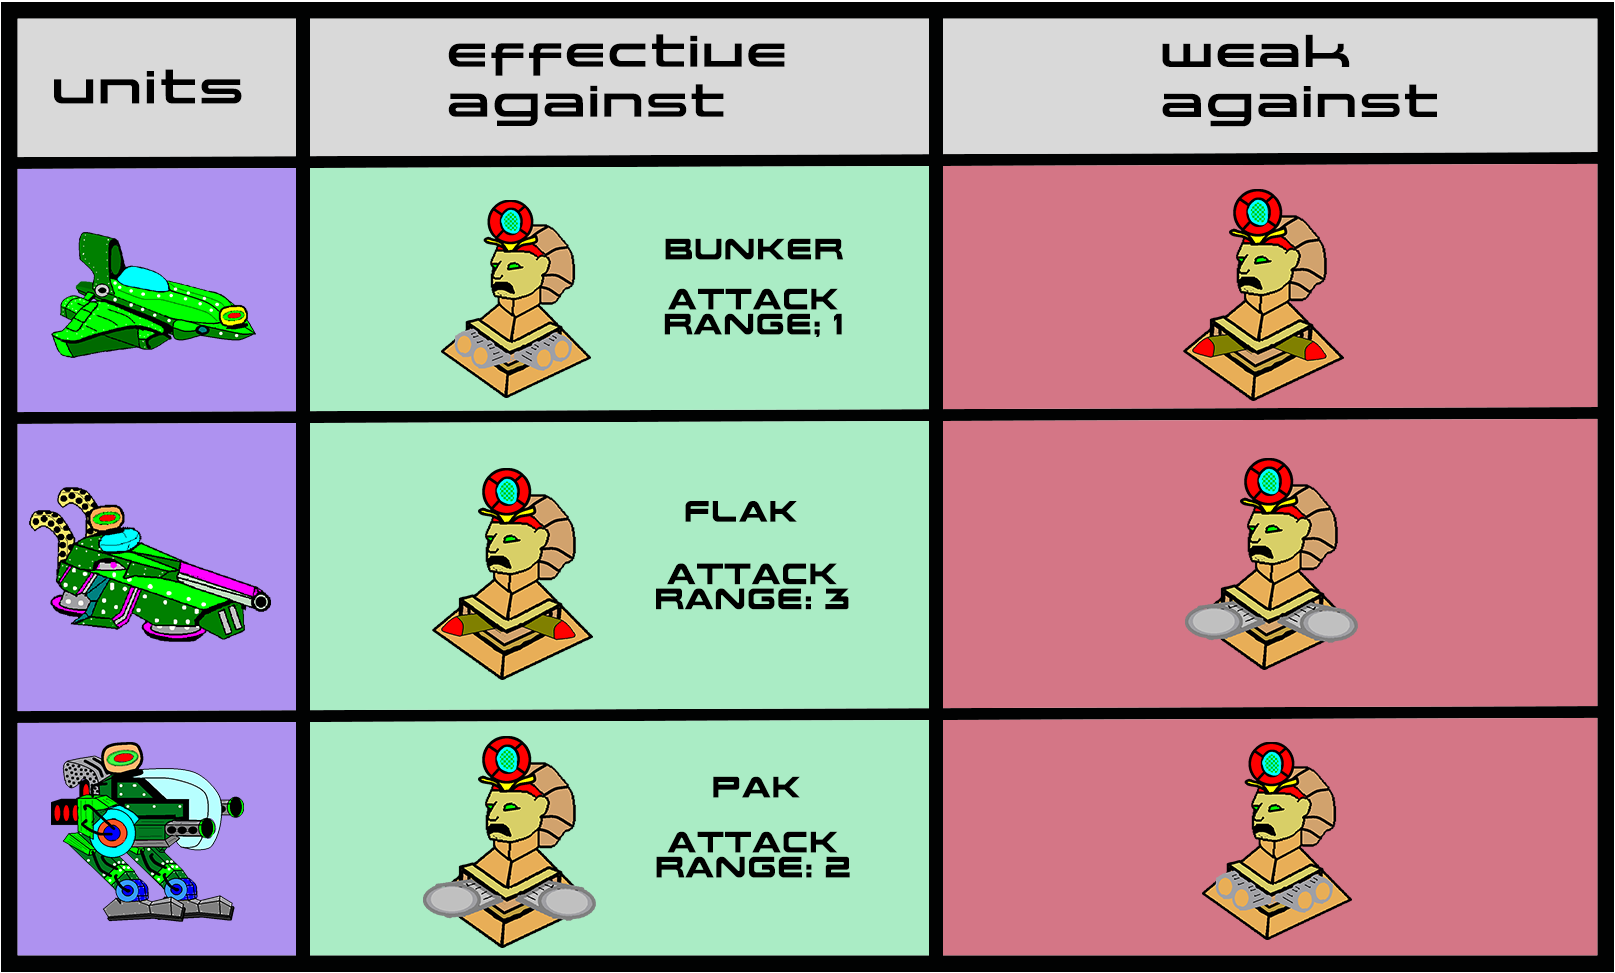 units
effective
against
weak
against
BUNKER
ATTACK
RANGE; 1
FLAK
ATTACK
RANGE: 3
PAK
ATTACK
RANGE: 2